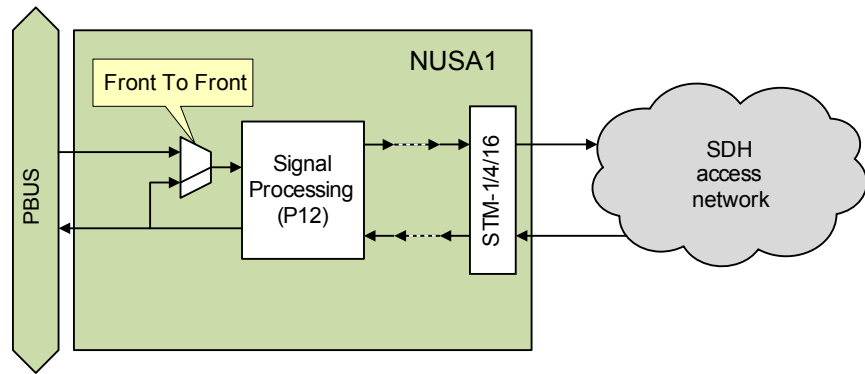 NUSA1
Front To Front
PBUS
Signal
Processing
(P12)
STM-1/4/16
SDH
access
network